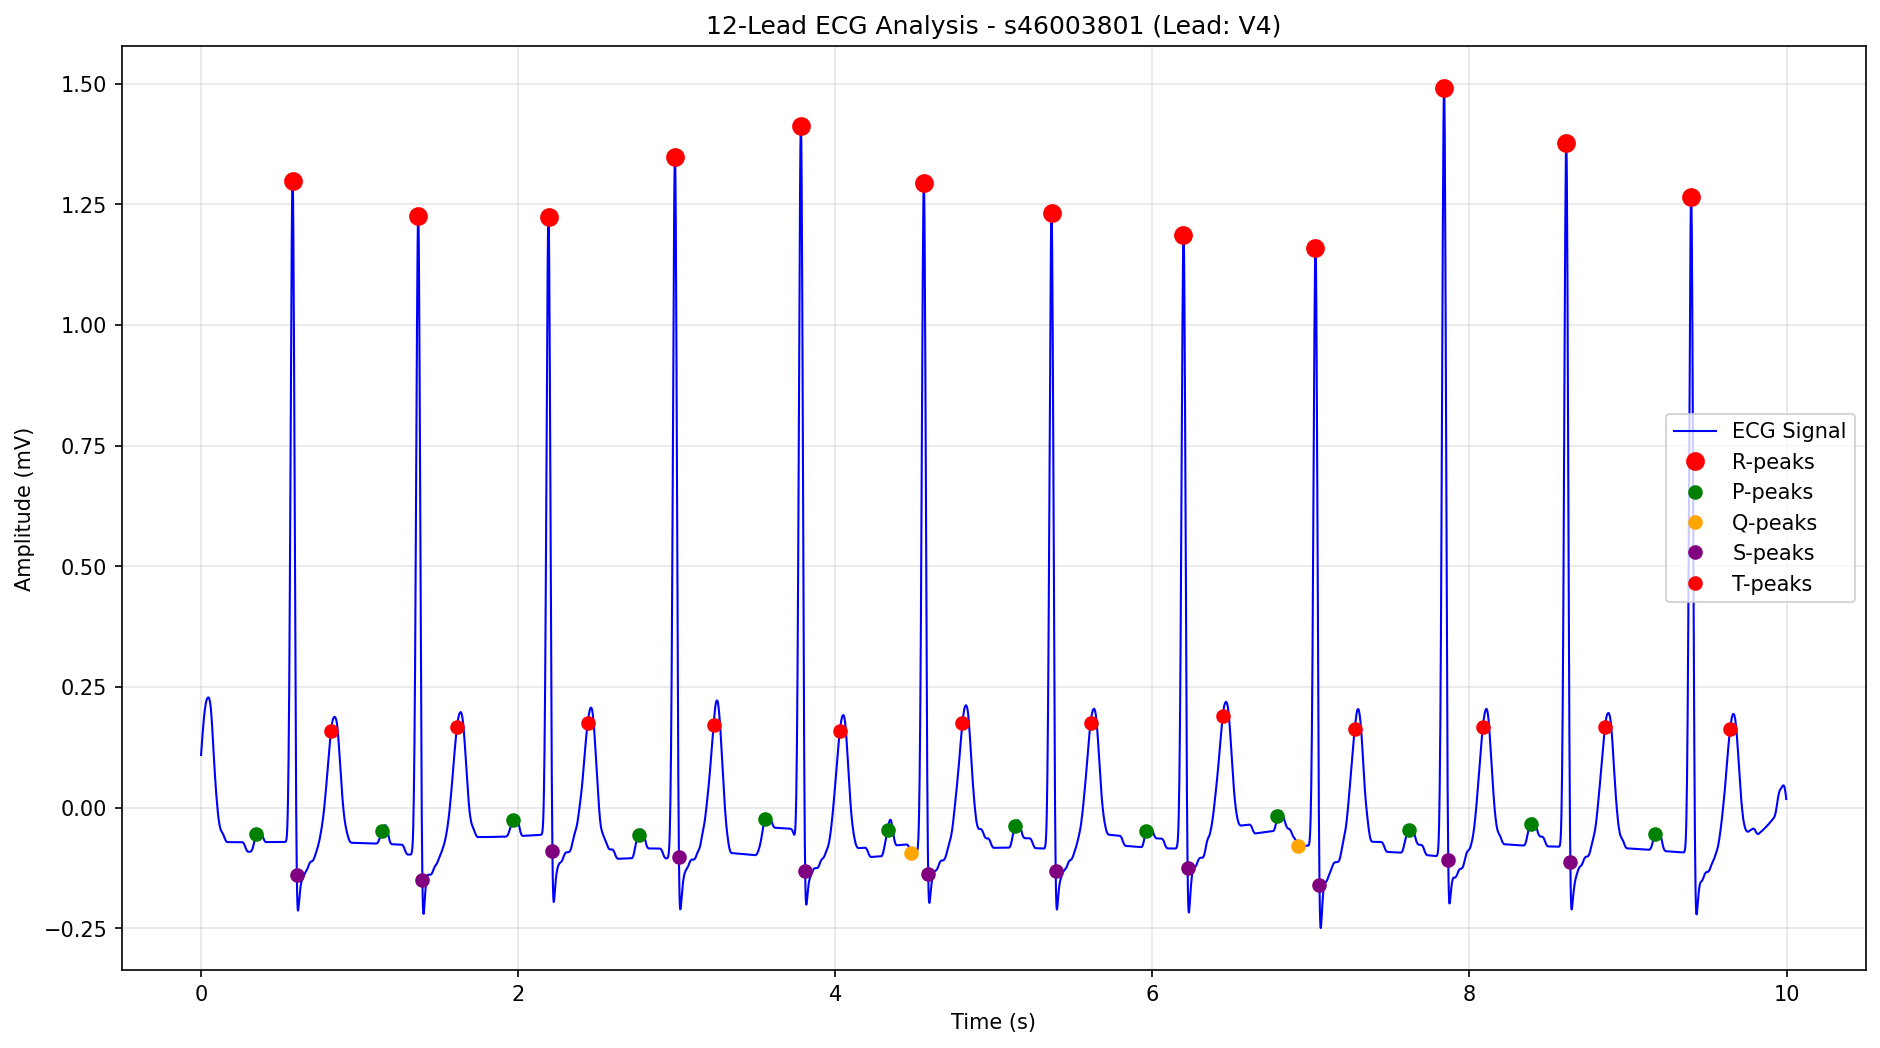 12-Lead ECG Analysis - s46003801 (Lead: V4)
Amplitude (mV)
1.50
1.25
1.00
0.75
0.50
0.25
0.00
−0.25
ECG Signal
R-peaks
P-peaks
Q-peaks
S-peaks
T-peaks
0 2 4 6 8 10
Time (s)